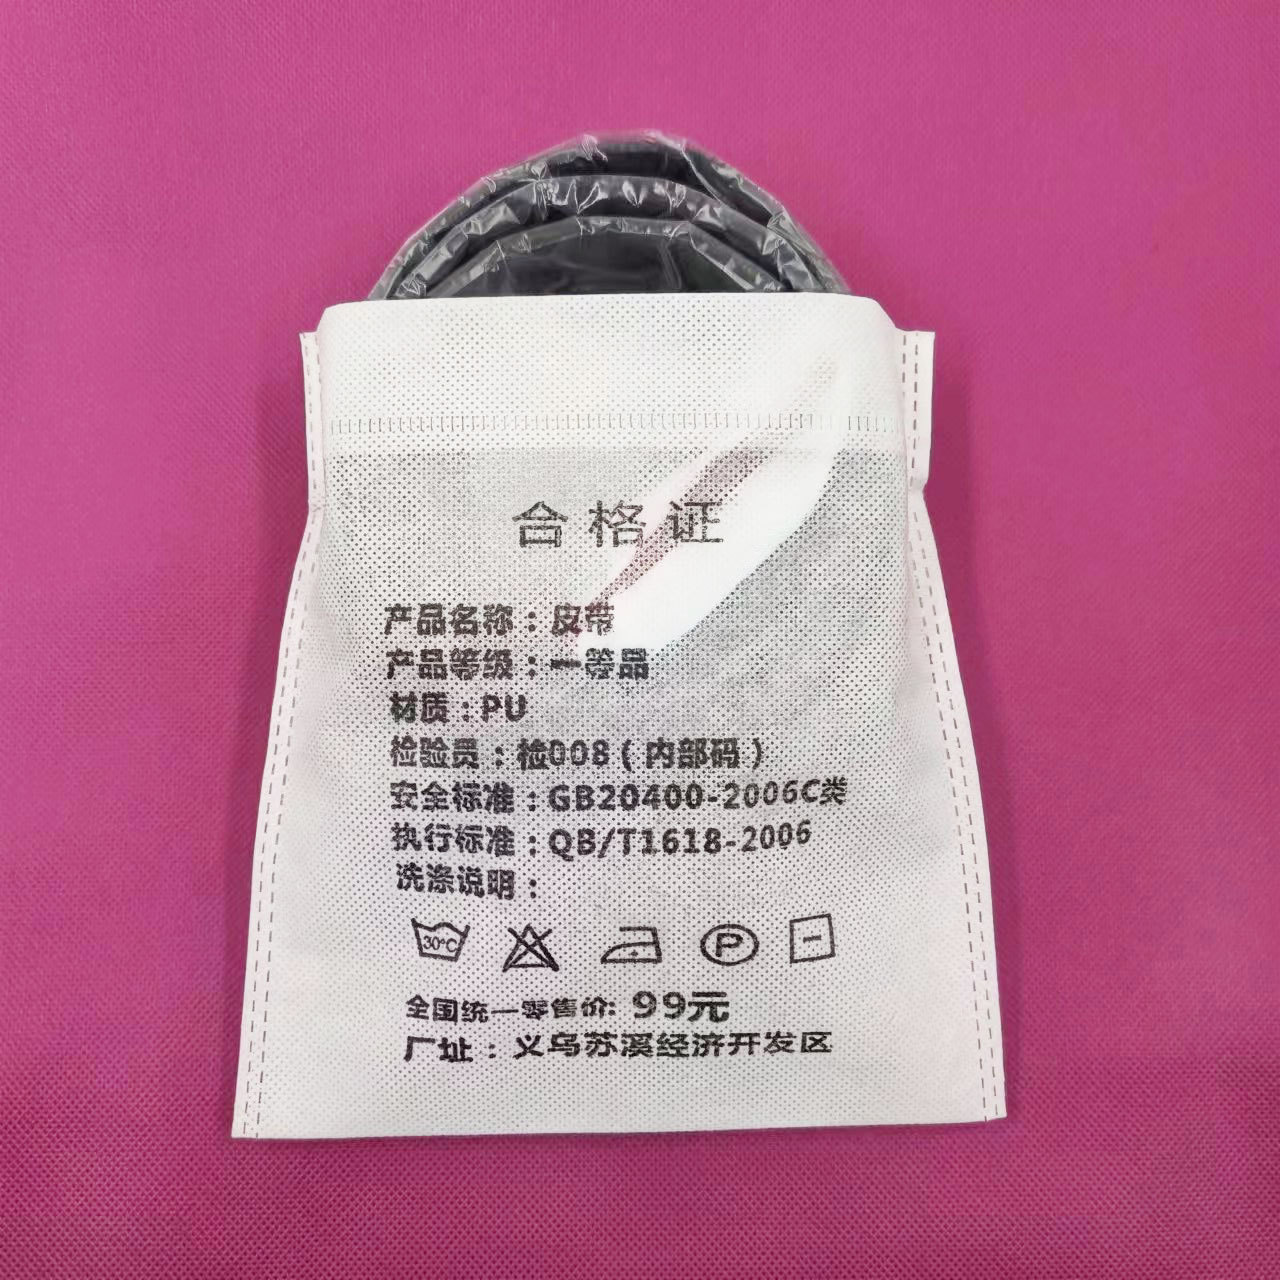 合格证
产品名称：皮带
产品等级：一等品
材质：PU
检验员：检008（内部码）
安全标准：GB20400-2006C类
执行标准：QB/T1618-2006
洗涤说明：
30°C P
全国统一零售价: 99元
厂址：义乌苏溪经济开发区